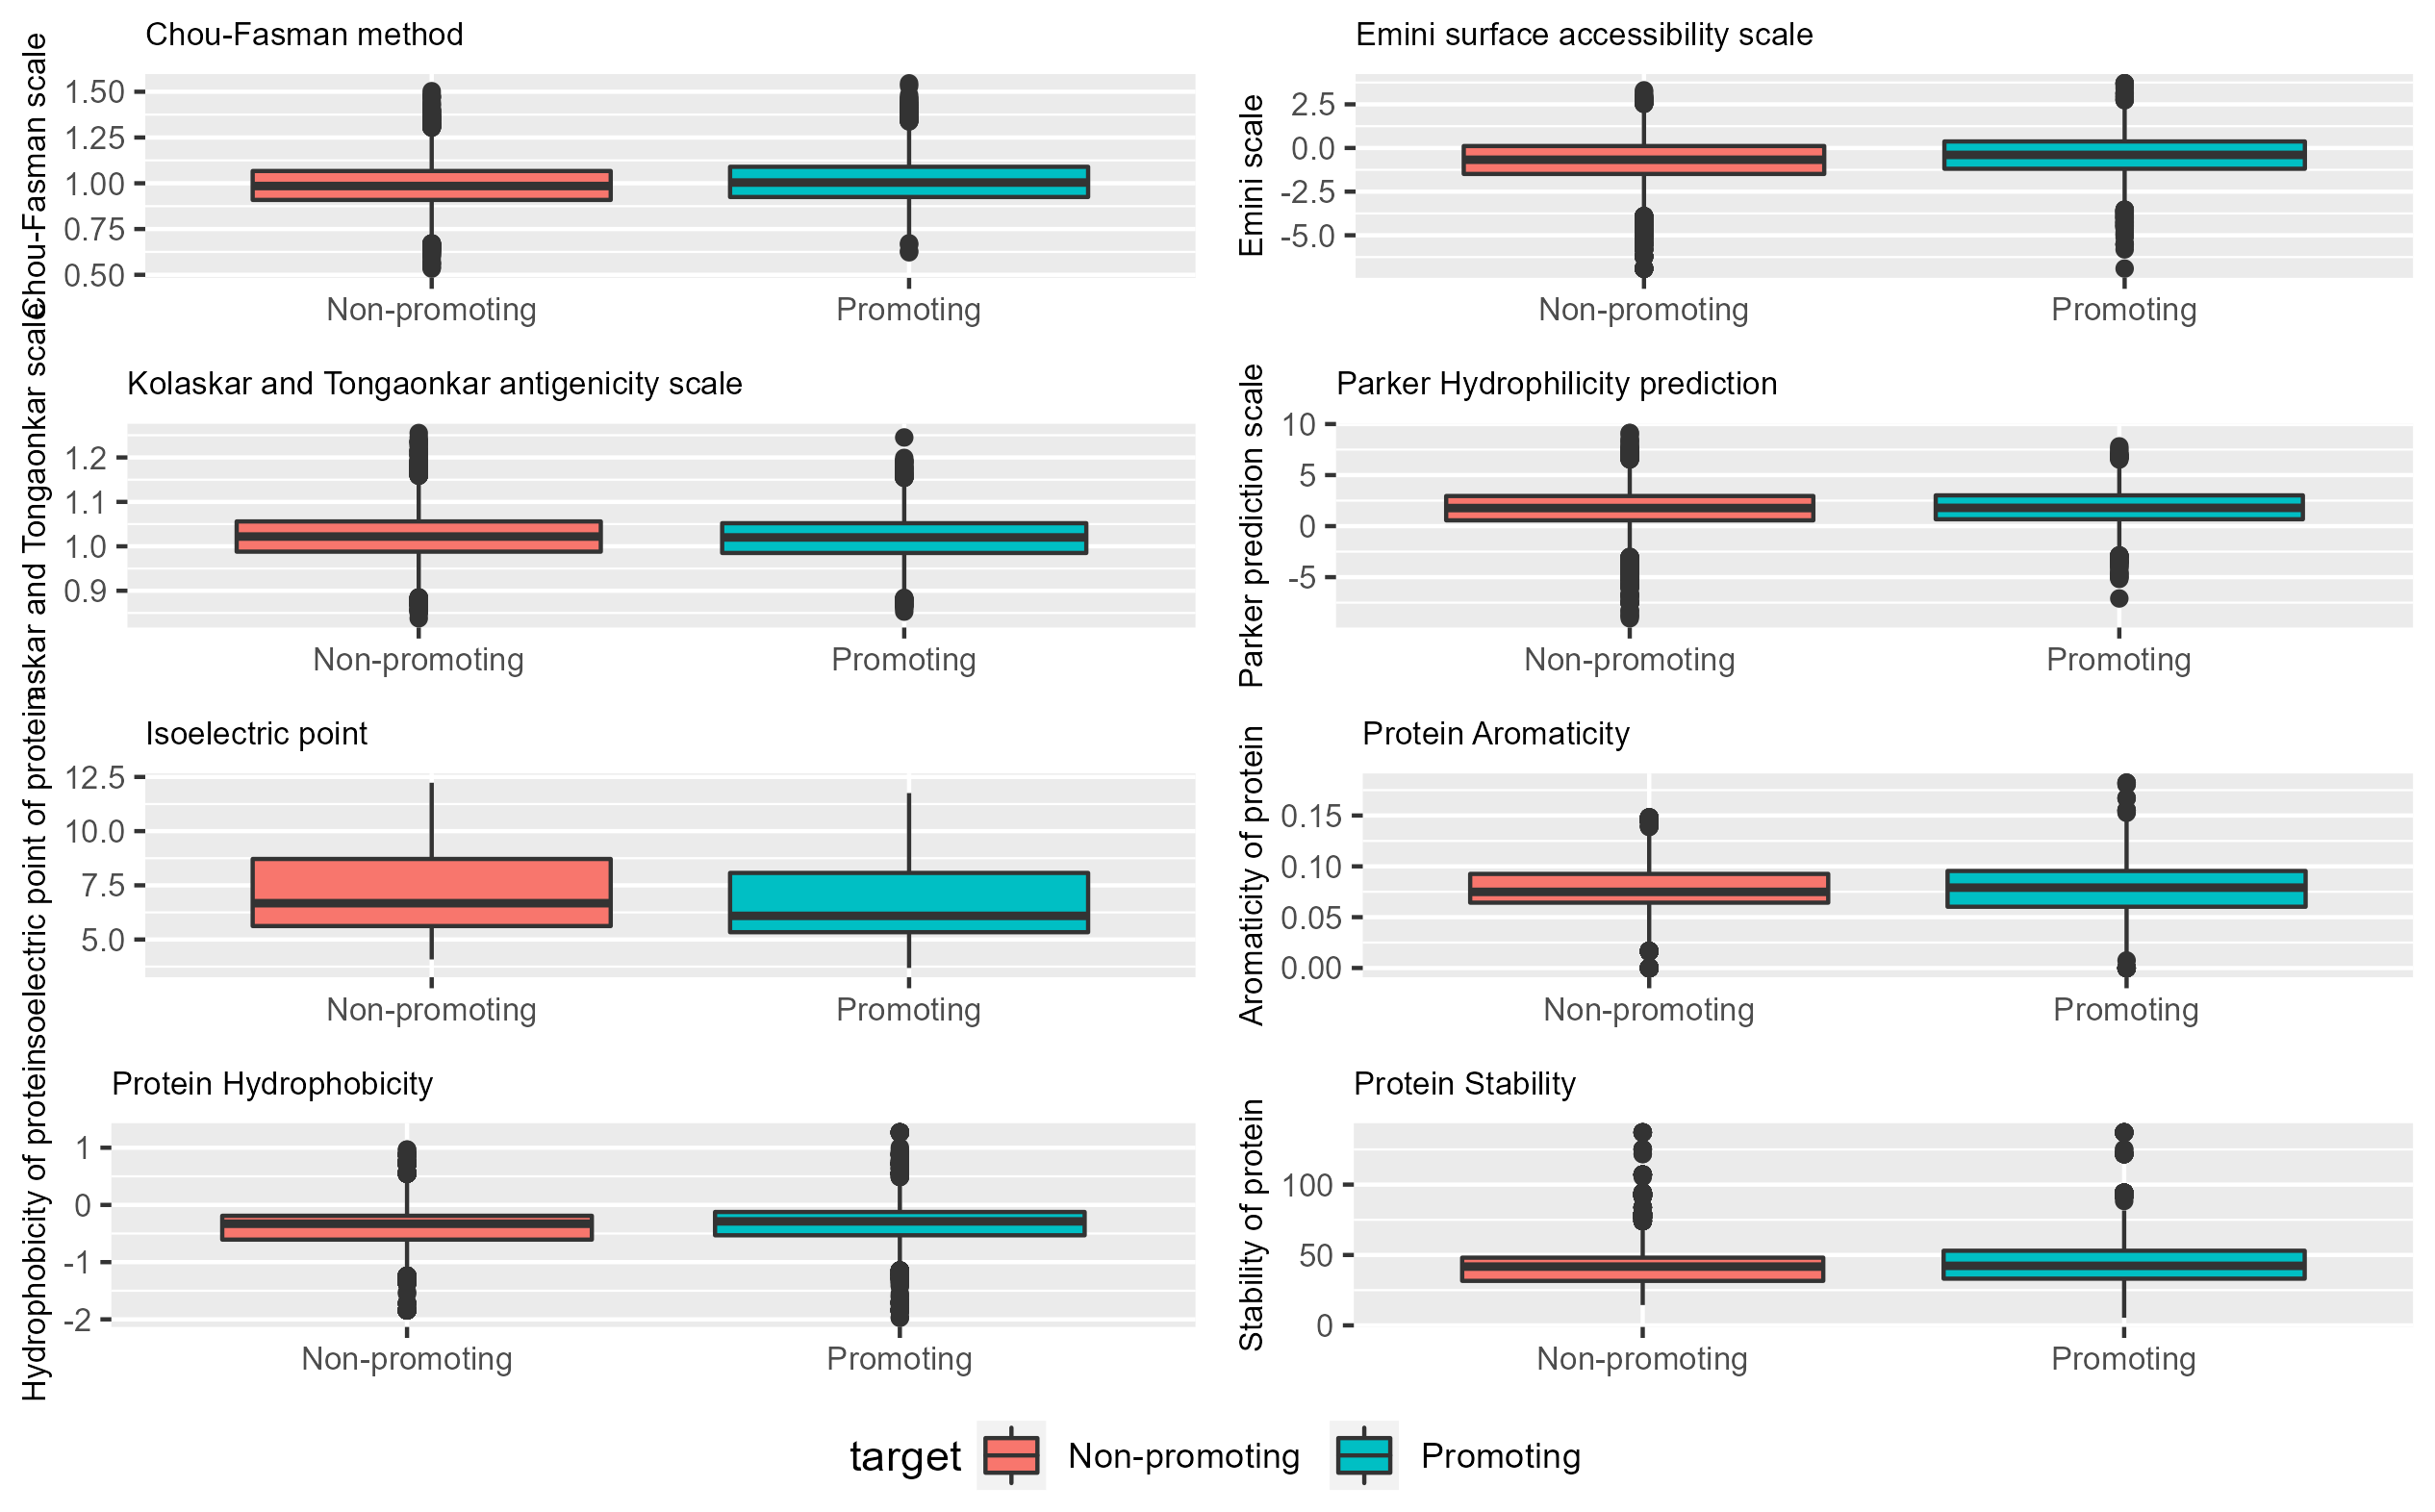 Chou-Fasman method
Chou-Fasman scale
1.50
1.25
1.00
0.75
0.50
Non-promoting Promoting
Emini surface accessibility scale
Emini scale
2.5
0.0
-2.5
-5.0
Non-promoting Promoting
Kolaskar and Tongaonkar antigenicity scale
askar and Tongaonkar scale
1.2
1.1
1.0
0.9
Non-promoting Promoting
Parker Hydrophilicity prediction
Parker prediction scale
10
5
0
-5
Non-promoting Promoting
Isoelectric point
soelectric point of protein
12.5
10.0
7.5
5.0
Non-promoting Promoting
Protein Aromaticity
Aromaticity of protein
0.15
0.10
0.05
0.00
Non-promoting Promoting
Protein Hydrophobicity
Hydrophobicity of protein
1
0
-1
-2
Non-promoting Promoting
Protein Stability
Stability of protein
100
50
0
Non-promoting Promoting
target Non-promoting Promoting